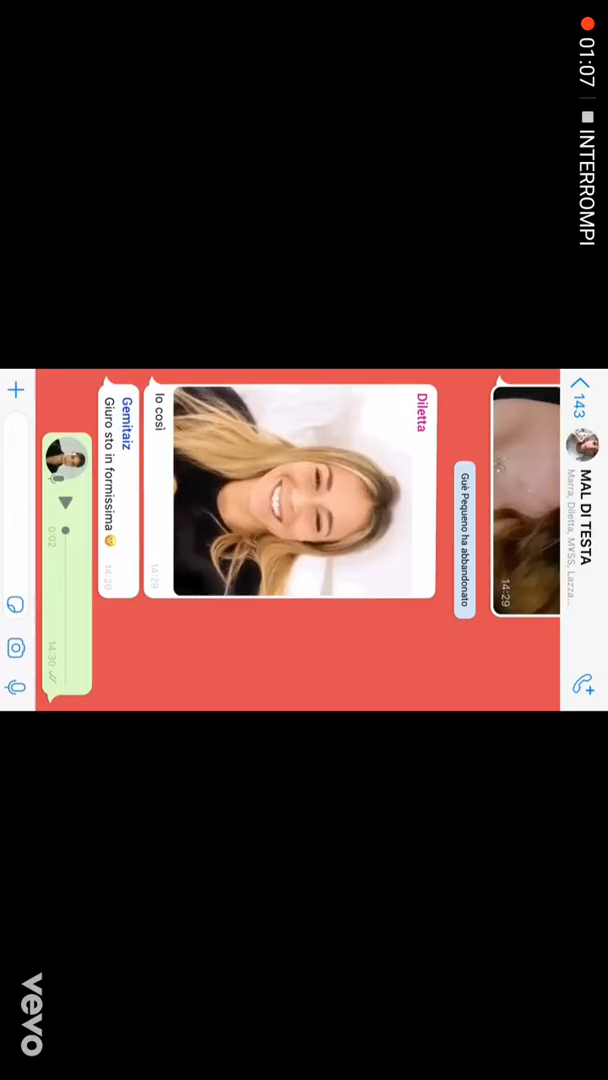 01:07 | INTERROMPI
143
MAL DI TESTA
Marra, Diletta, M¥SS, Lazza...
14:29
Guè Pequeno ha abbandonato
Diletta
Io così
14:29
Gemitaiz
Giuro sto in formissima
14:29
0:02
14:30
vevo